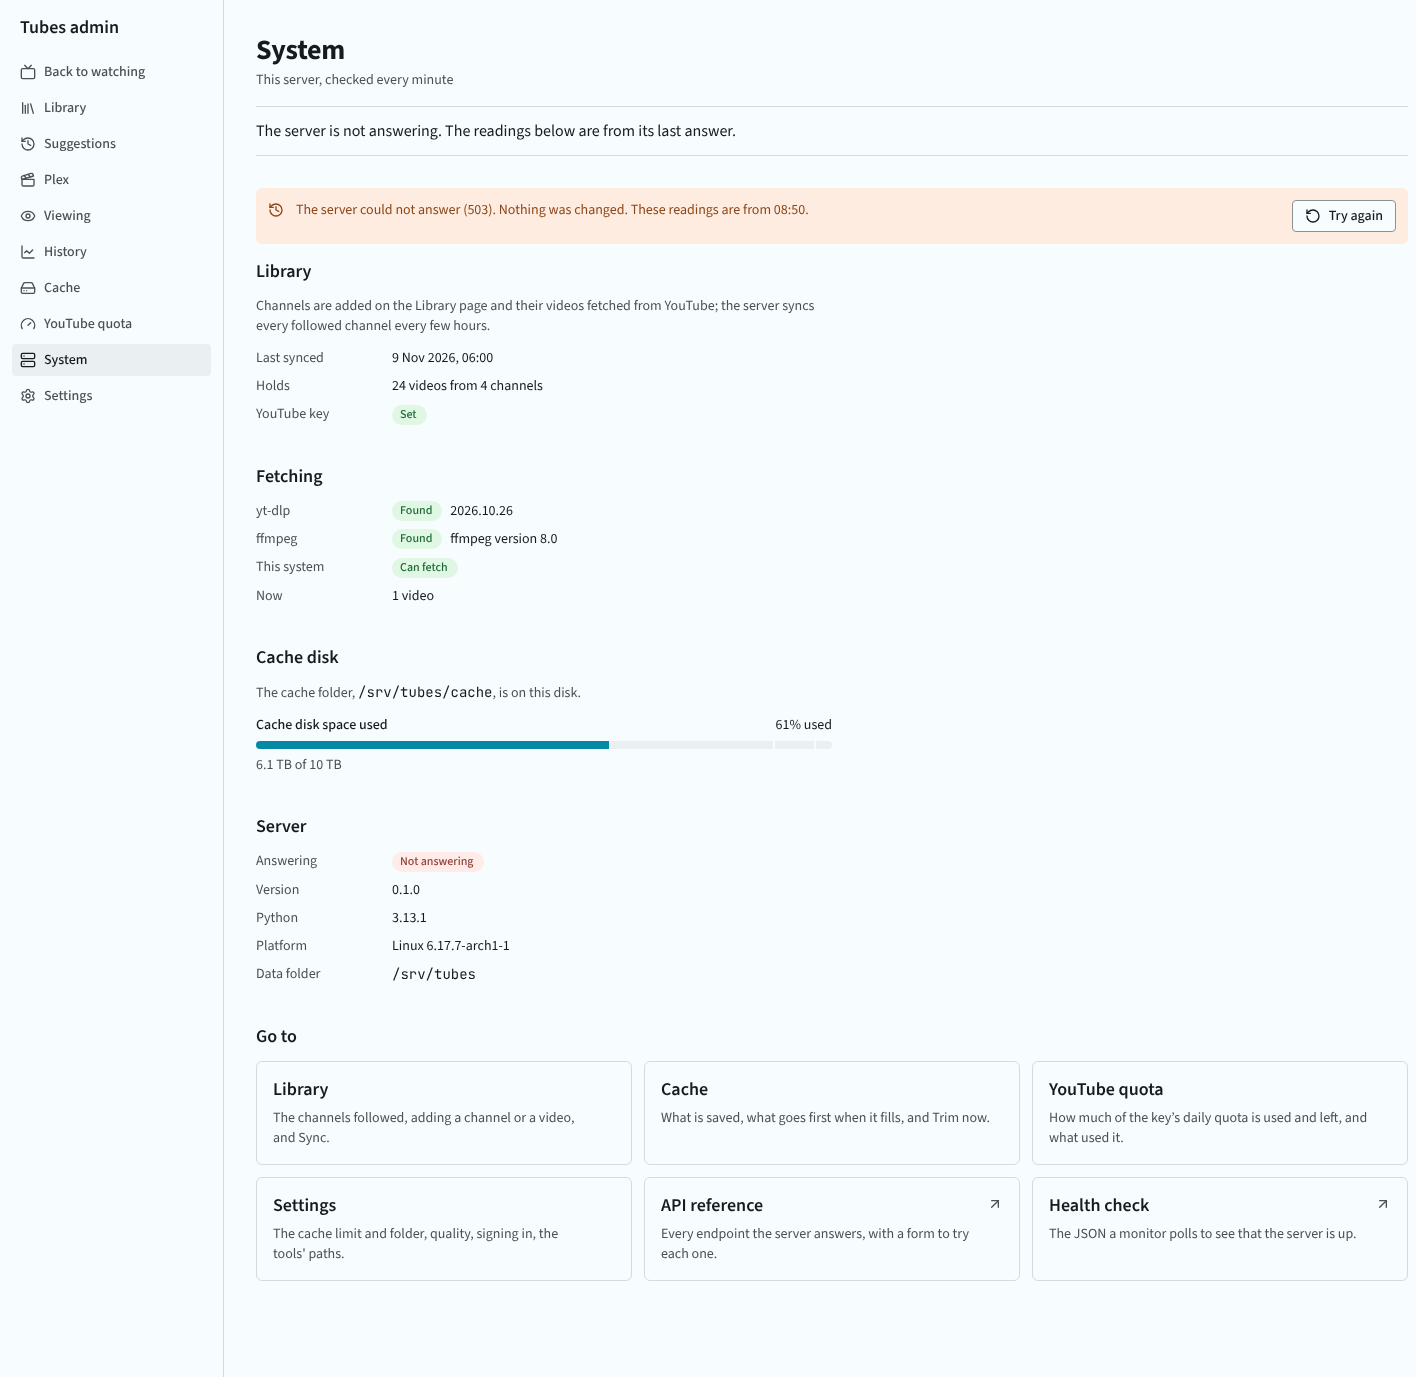 Tubes admin
Back to watching
Library
Suggestions
Plex
Viewing
History
Cache
YouTube quota
System
Settings
System
This server, checked every minute
The server is not answering. The readings below are from its last answer.
The server could not answer (503). Nothing was changed. These readings are from 08:50.
Try again
Library
Channels are added on the Library page and their videos fetched from YouTube; the server syncs
every followed channel every few hours.
Last synced 9 Nov 2026, 06:00
Holds 24 videos from 4 channels
YouTube key Set
Fetching
yt-dlp Found 2026.10.26
ffmpeg Found ffmpeg version 8.0
This system Can fetch
Now 1 video
Cache disk
The cache folder, /srv/tubes/cache, is on this disk.
Cache disk space used 61% used
6.1 TB of 10 TB
Server
Answering Not answering
Version 0.1.0
Python 3.13.1
Platform Linux 6.17.7-arch1-1
Data folder /srv/tubes
Go to
Library
The channels followed, adding a channel or a video,
and Sync.
Cache
What is saved, what goes first when it fills, and Trim now.
YouTube quota
How much of the key’s daily quota is used and left, and
what used it.
Settings
The cache limit and folder, quality, signing in, the
tools' paths.
API reference
Every endpoint the server answers, with a form to try
each one.
Health check
The JSON a monitor polls to see that the server is up.